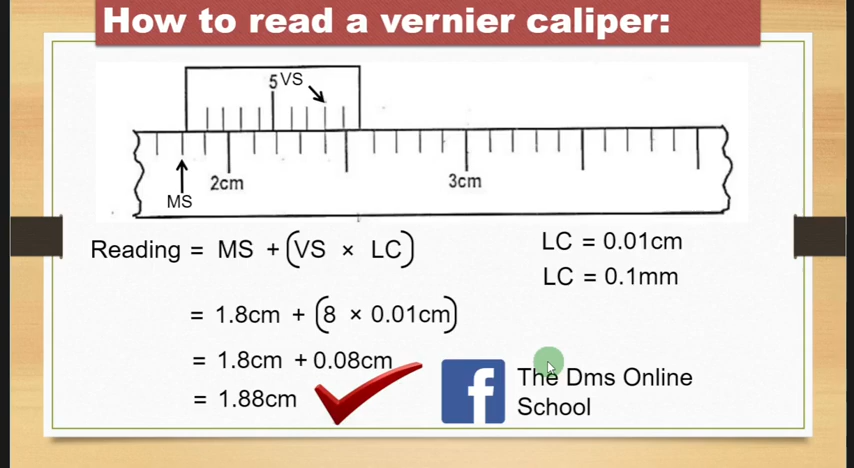 How to read a vernier caliper:
5 VS
2cm
3cm
MS
Reading = MS + (VS × LC)
LC = 0.01cm
LC = 0.1mm
= 1.8cm + (8 × 0.01cm)
= 1.8cm + 0.08cm
= 1.88cm
f
The Dms Online
School